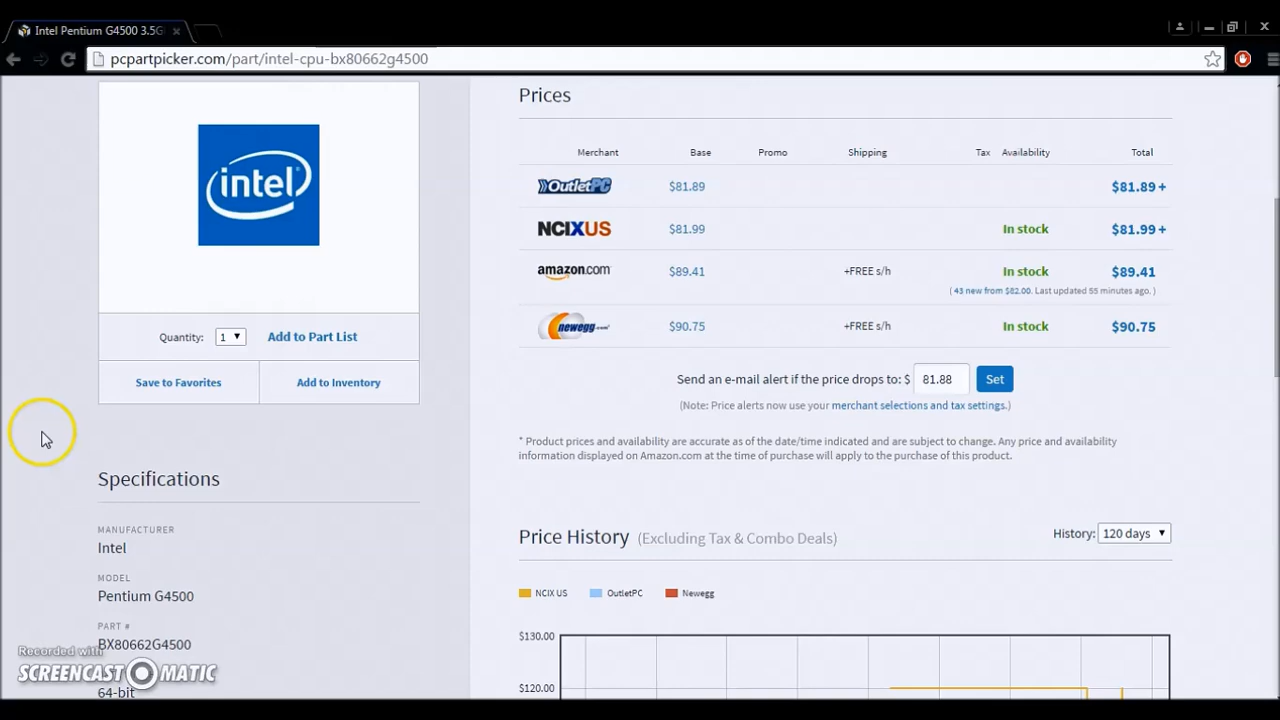 Intel Pentium G4500 3.5G
pcpartpicker.com/part/intel-cpu-bx80662g4500
intel
Quantity: 1 Add to Part List
Save to Favorites Add to Inventory
Specifications
MANUFACTURER
Intel
MODEL
Pentium G4500
PART #
BX80662G4500
64-bit
Recorded with
SCREENCAST MATIC
Prices
Merchant Base Promo Shipping Tax Availability Total
OutletPC $81.89 $81.89 +
NCIXUS $81.99 In stock $81.99 +
amazon.com $89.41 +FREE s/h In stock $89.41
( 43 new from $82.00. Last updated 55 minutes ago. )
newegg.com $90.75 +FREE s/h In stock $90.75
Send an e-mail alert if the price drops to: $ 81.88 Set
(Note: Price alerts now use your merchant selections and tax settings.)
* Product prices and availability are accurate as of the date/time indicated and are subject to change. Any price and availability
information displayed on Amazon.com at the time of purchase will apply to the purchase of this product.
Price History (Excluding Tax & Combo Deals) History: 120 days
NCIX US OutletPC Newegg
$130.00
$120.00